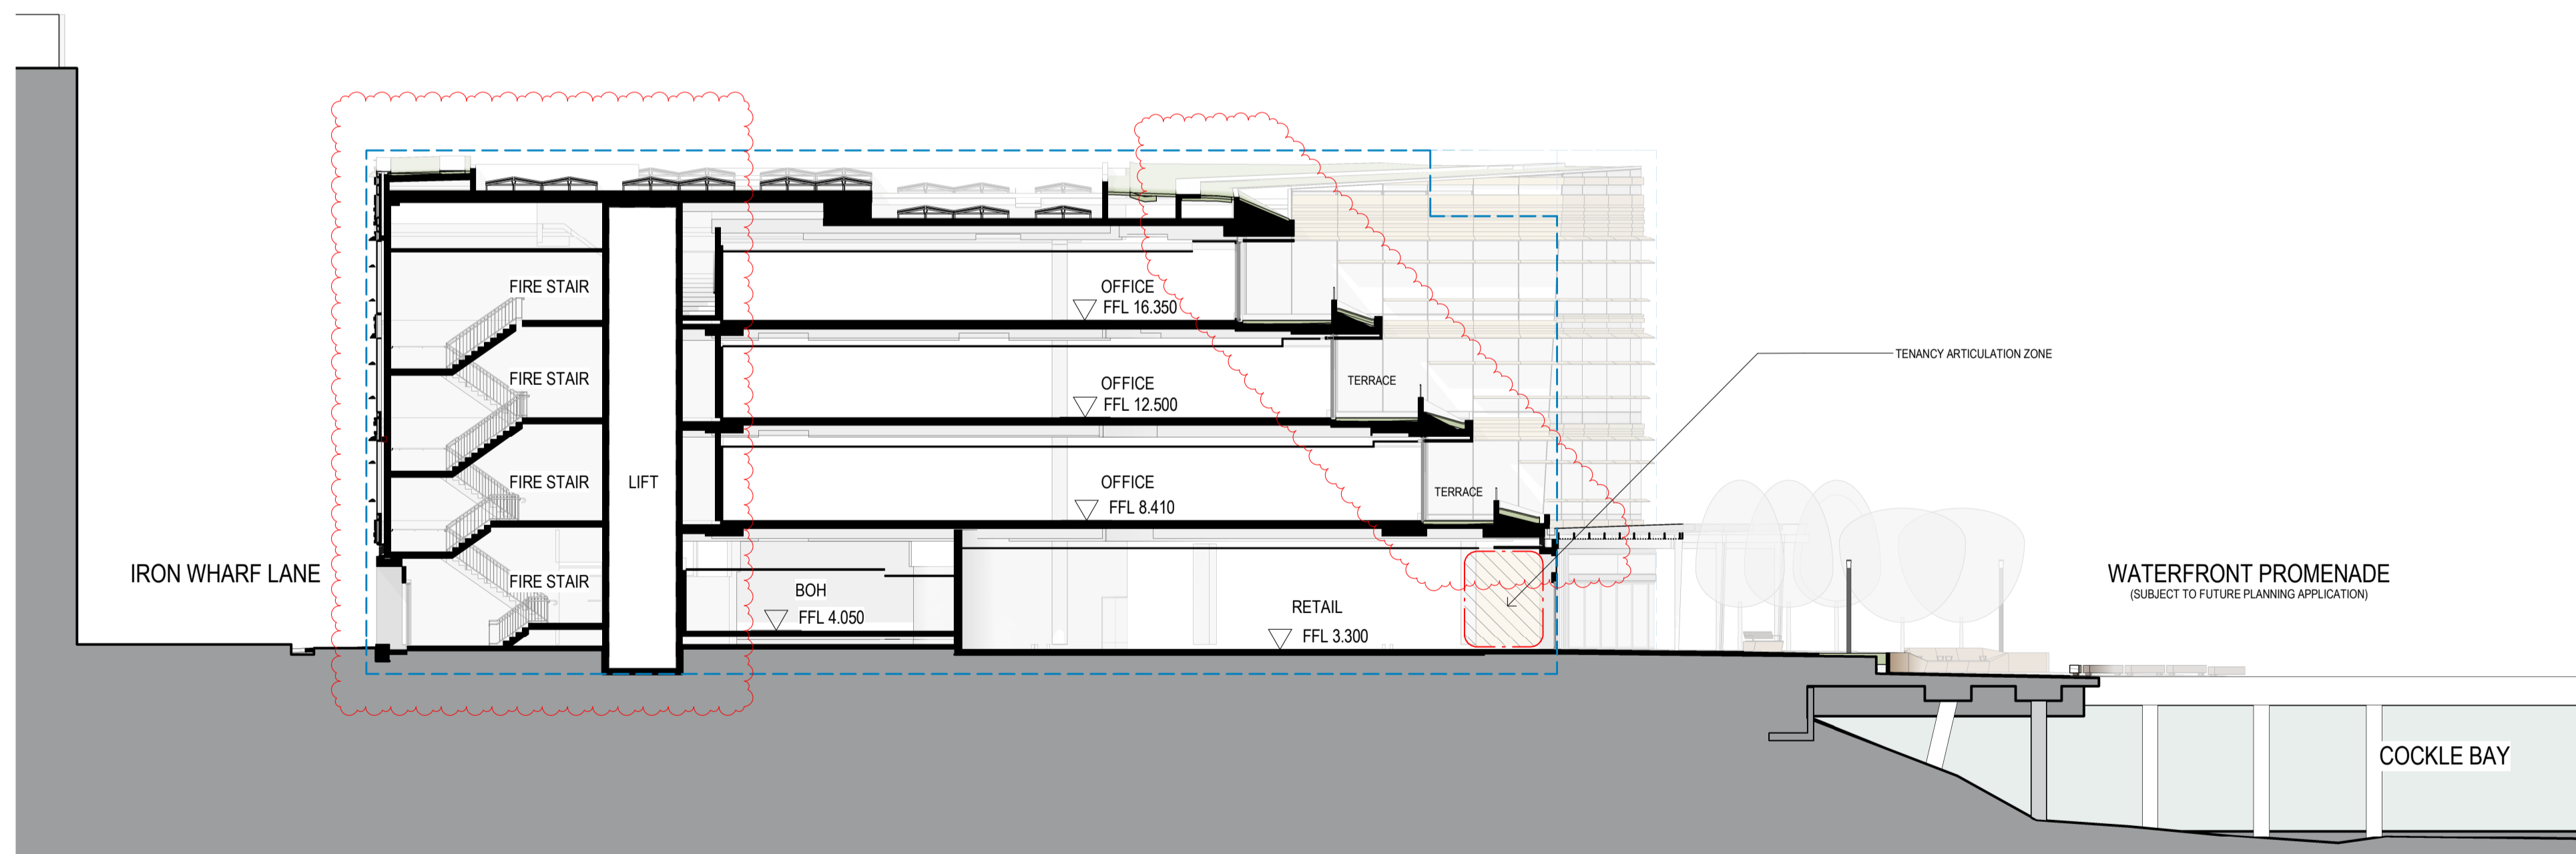 FIRE STAIR
OFFICE
FFL 16.350
TENANCY ARTICULATION ZONE
FIRE STAIR
OFFICE
FFL 12.500
TERRACE
FIRE STAIR
LIFT
OFFICE
FFL 8.410
TERRACE
IRON WHARF LANE
FIRE STAIR
BOH
FFL 4.050
RETAIL
FFL 3.300
WATERFRONT PROMENADE
(SUBJECT TO FUTURE PLANNING APPLICATION)
COCKLE BAY